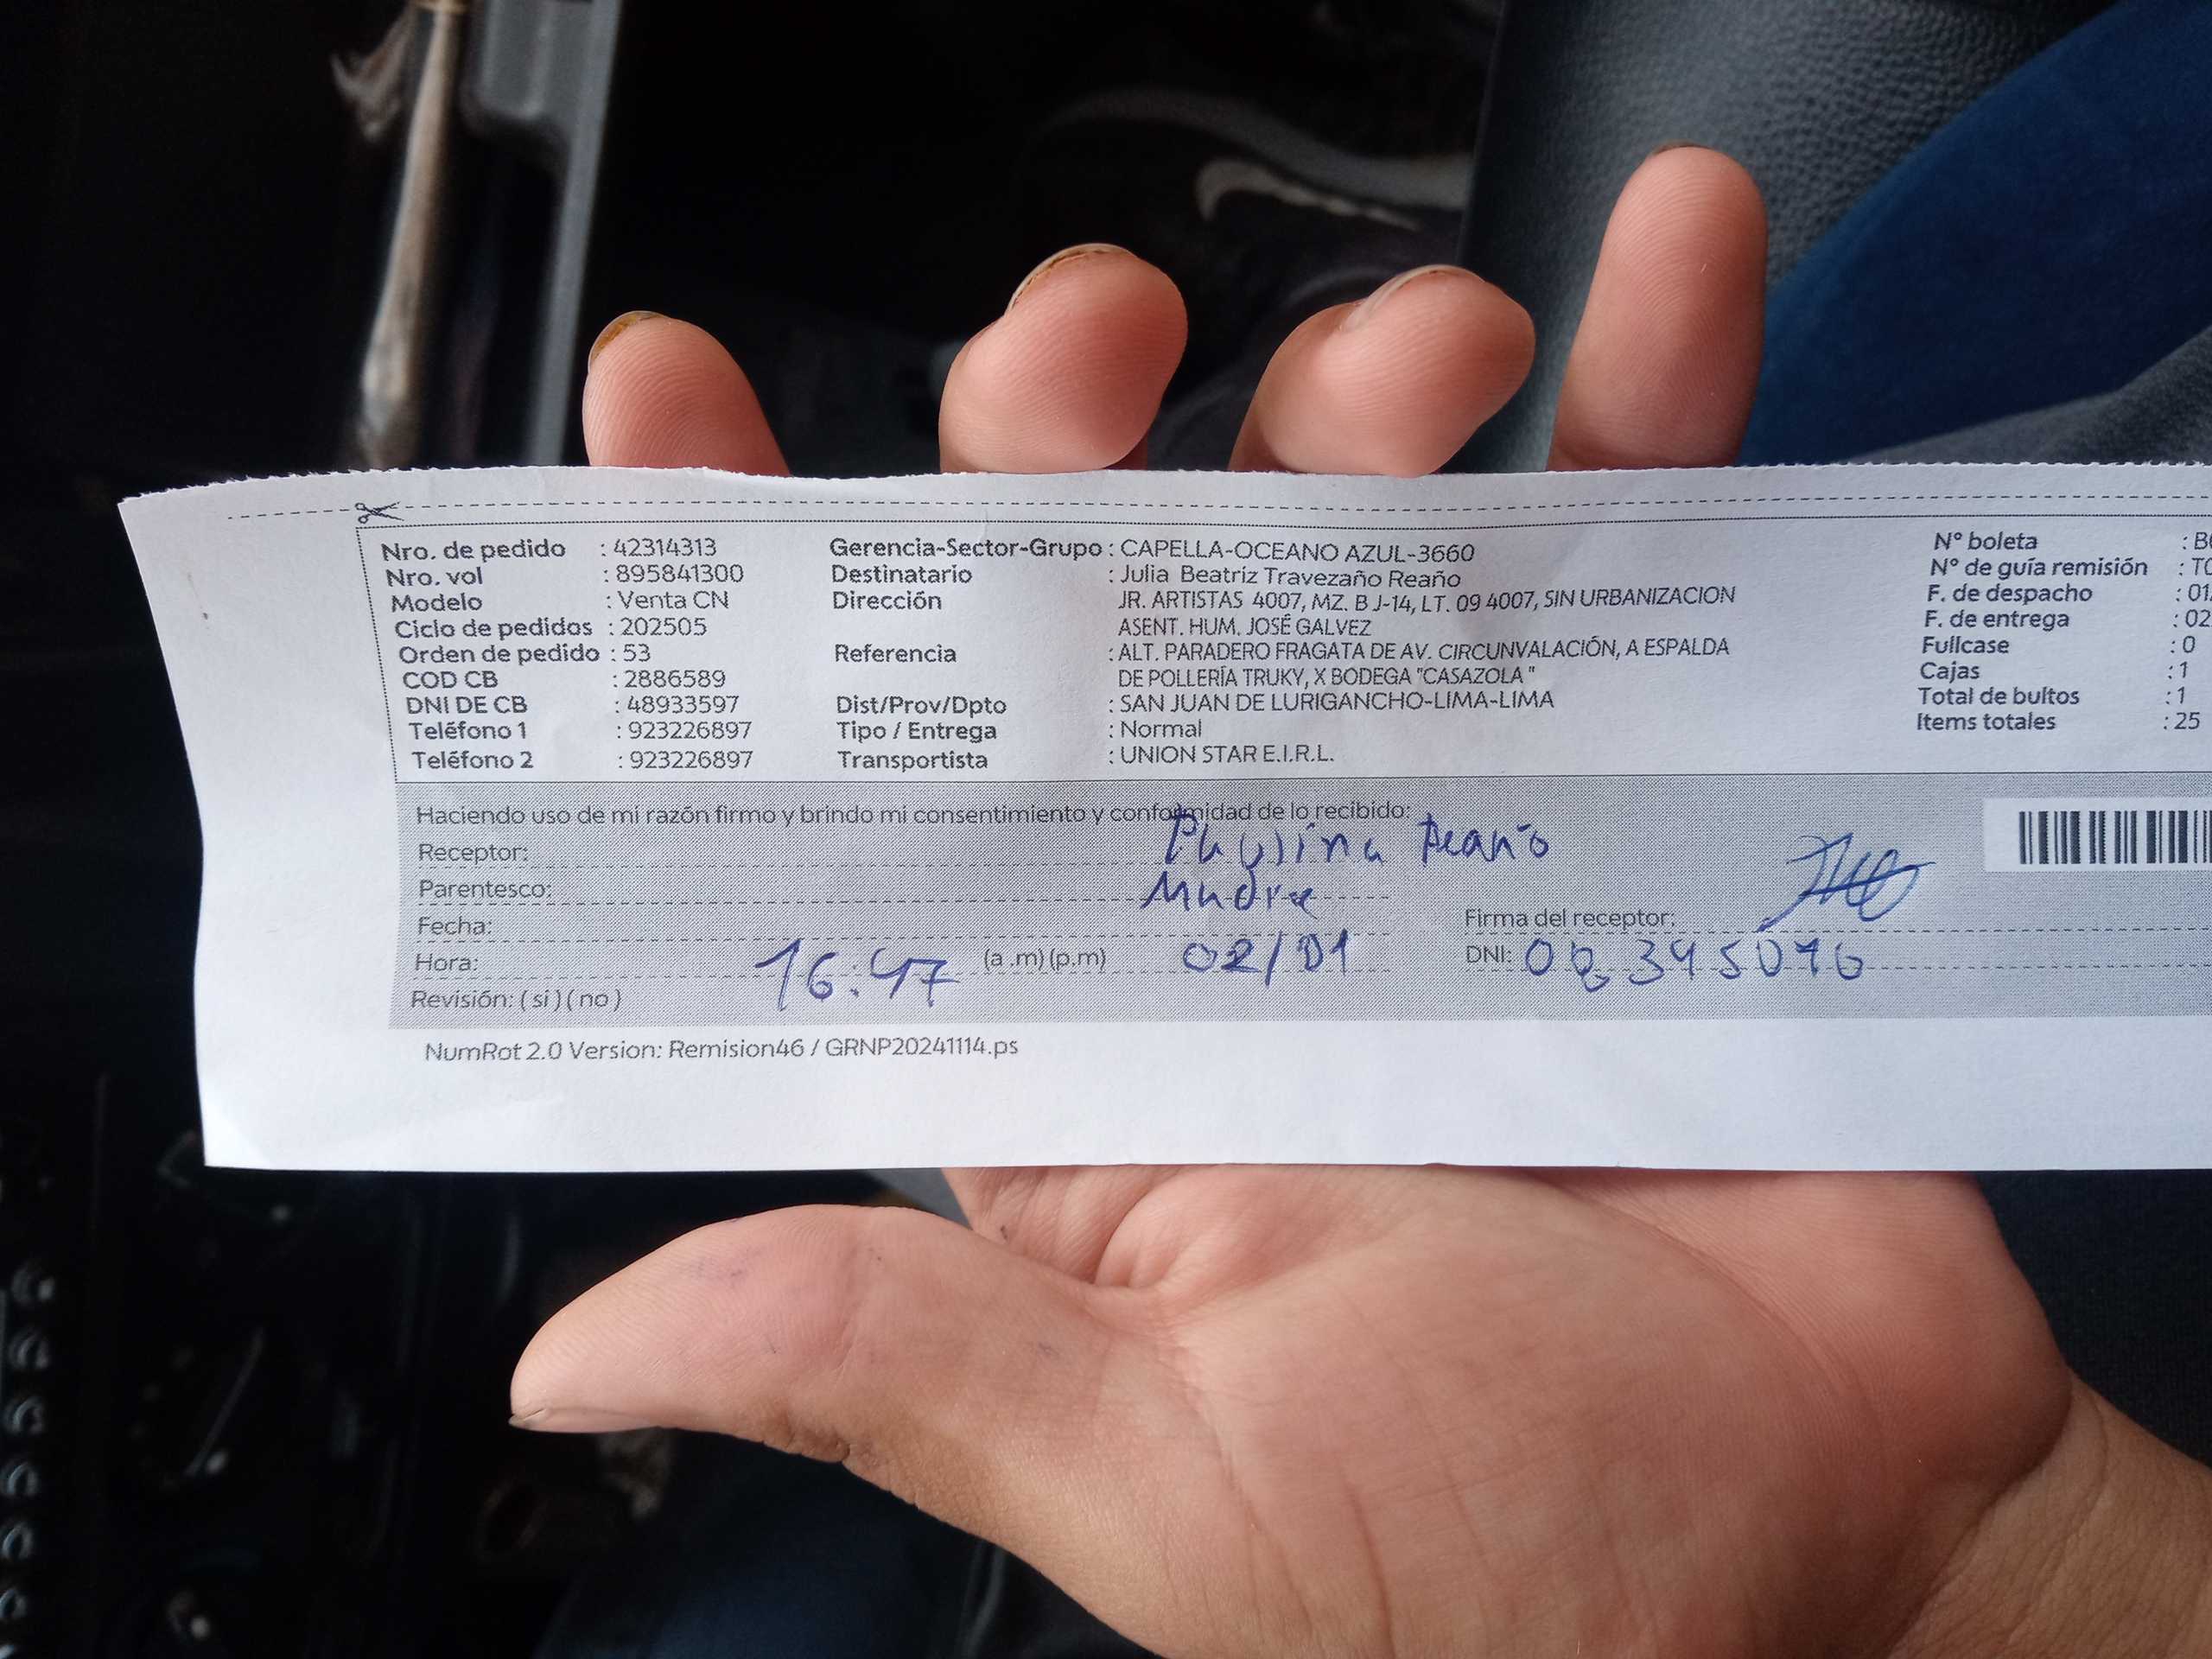 Nro. de pedido : 42314313
Nro. vol : 895841300
Modelo : Venta CN
Ciclo de pedidos : 202505
Orden de pedido : 53
COD CB : 2886589
DNI DE CB : 48933597
Teléfono 1 : 923226897
Teléfono 2 : 923226897
Gerencia-Sector-Grupo : CAPELLA-OCEANO AZUL-3660
Destinatario : Julia Beatriz Travezaño Reaño
Dirección JR. ARTISTAS 4007, MZ. B J-14, LT. 09 4007, SIN URBANIZACION
ASENT. HUM. JOSÉ GALVEZ
Referencia : ALT. PARADERO FRAGATA DE AV. CIRCUNVALACIÓN, A ESPALDA
DE POLLERÍA TRUKY, X BODEGA "CASAZOLA"
Dist/Prov/Dpto : SAN JUAN DE LURIGANCHO-LIMA-LIMA
Tipo / Entrega : Normal
Transportista : UNION STAR E.I.R.L.
Nº boleta : B
Nº de guía remisión : T
F. de despacho : 01
F. de entrega : 02
Fullcase : 0
Cajas : 1
Total de bultos : 1
Items totales : 25
Haciendo uso de mi razón firmo y brindo mi consentimiento y conformidad de lo recibido:
Receptor: Reaño
Parentesco: Madre
Fecha:
Firma del receptor:
Hora: 16:47 (a.m)(p.m) 02/01
DNI:
Revisión: ( si ) ( no )
NumRot 2.0 Version: Remision46 / GRNP20241114.ps